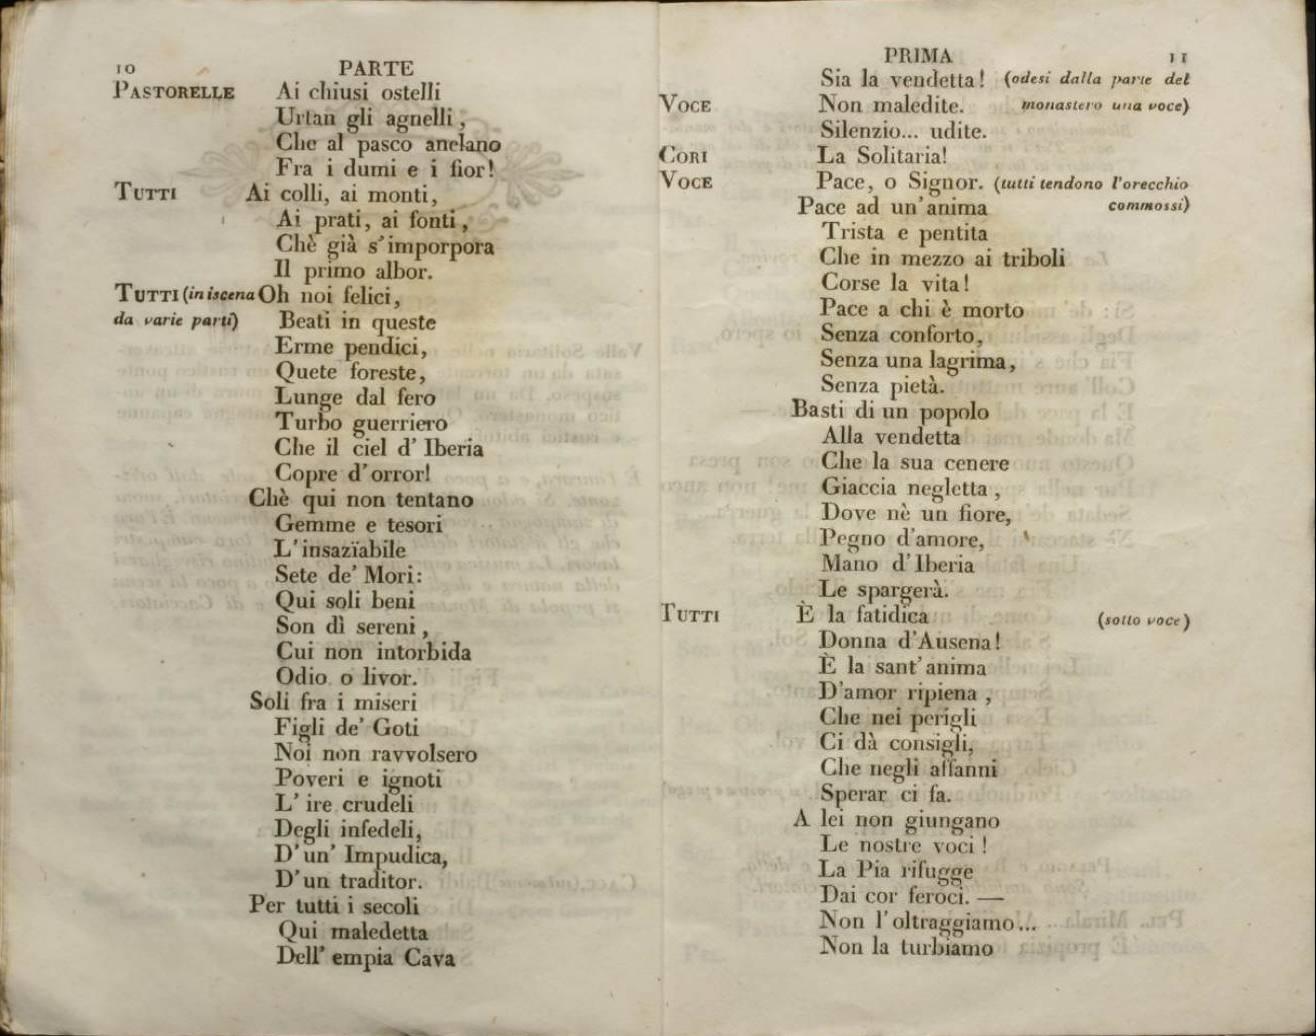 10 PARTE
PASTORELLE Ai chiusi ostelli
Urtan gli agnelli,
Che al pasco anelano
Fra i dumi e i fior!
TUTTI Ai colli, ai monti,
Ai prati, ai fonti,
Chè già s'imporpora
Il primo albor.
TUTTI (in iscena Oh noi felici,
da varie parti) Beati in queste
Erme pendici,
Quete foreste,
Lunge dal fero
Turbo guerriero
Che il ciel d'Iberia
Copre d'orror!
Chè qui non tentano
Gemme e tesori
L'insazïabile
Sete de' Mori:
Qui soli beni
Son dì sereni,
Cui non intorbida
Odio o livor.
Soli fra i miseri
Figli de' Goti
Noi non ravvolsero
Poveri e ignoti
L'ire crudeli
Degli infedeli,
D'un' Impudica,
D'un traditor.
Per tutti i secoli
Qui maledetta
Dell' empia Cava
PRIMA 11
Sia la vendetta! (odesi dalla parte del
VOCE Non maledite. monastero una voce)
Silenzio... udite.
CORI La Solitaria!
VOCE Pace, o Signor. (tutti tendono l'orecchio
Pace ad un'anima commossi)
Trista e pentita
Che in mezzo ai triboli
Corse la vita!
Pace a chi è morto
Senza conforto,
Senza una lagrima,
Senza pietà.
Basti di un popolo
Alla vendetta
Che la sua cenere
Giaccia negletta,
Dove nè un fiore,
Pegno d'amore,
Mano d'Iberia
Le spargerà.
TUTTI È la fatidica (sotto voce)
Donna d'Ausena!
È la sant'anima
D'amor ripiena,
Che nei perigli
Ci dà consigli,
Che negli affanni
Sperar ci fa.
A lei non giungano
Le nostre voci!
La Pia rifugge
Dai cor feroci. —
Non l'oltraggiamo...
Non la turbiamo